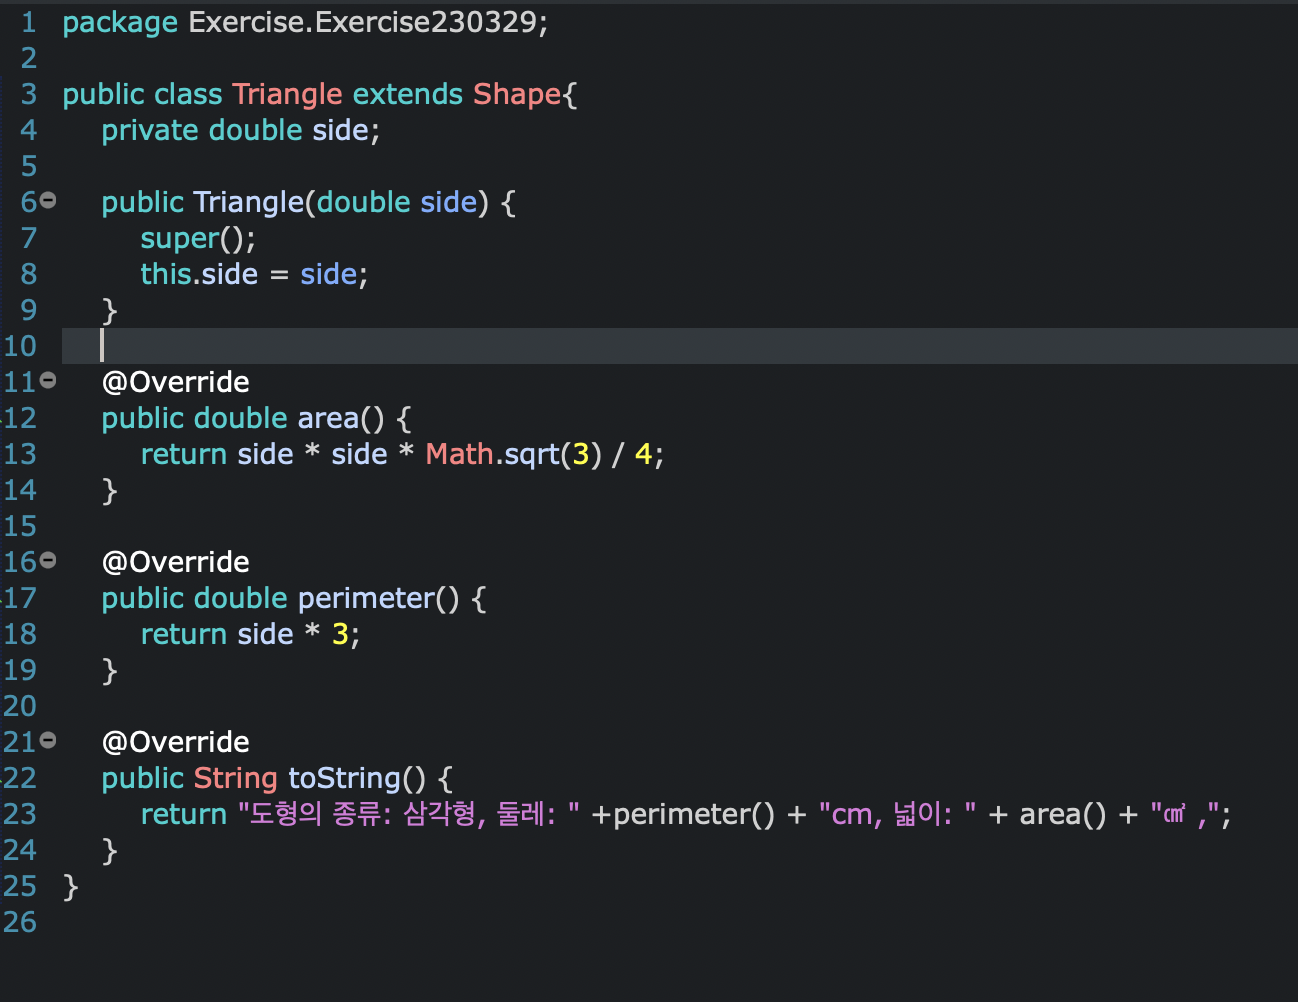 1 package Exercise.Exercise230329;
2
3 public class Triangle extends Shape{
4 private double side;
5
6 public Triangle(double side) {
7 super();
8 this.side = side;
9 }
10
11 @Override
12 public double area() {
13 return side * side * Math.sqrt(3) / 4;
14 }
15
16 @Override
17 public double perimeter() {
18 return side * 3;
19 }
20
21 @Override
22 public String toString() {
23 return "도형의 종류: 삼각형, 둘레: " +perimeter() + "cm, 넓이: " + area() + "㎠ ,";
24 }
25 }
26